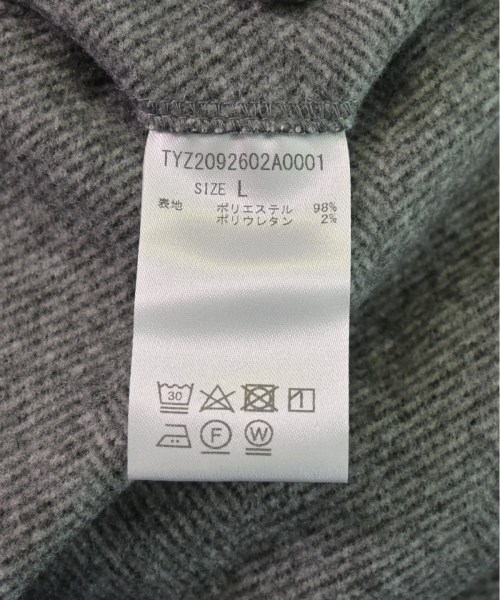 TYZ2092602A0001
SIZE L
表地 ポリエステル 98%
ポリウレタン 2%
30
F W